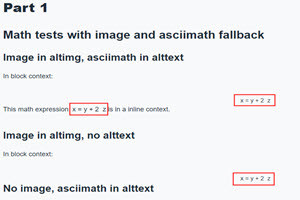 Part 1
Math tests with image and asciimath fallback
Image in altimg, asciimath in alttext
In block context:
x = y + 2 z
This math expression x = y + 2 z is in a inline context.
Image in altimg, no alttext
In block context:
x = y + 2 z
No image, asciimath in alttext